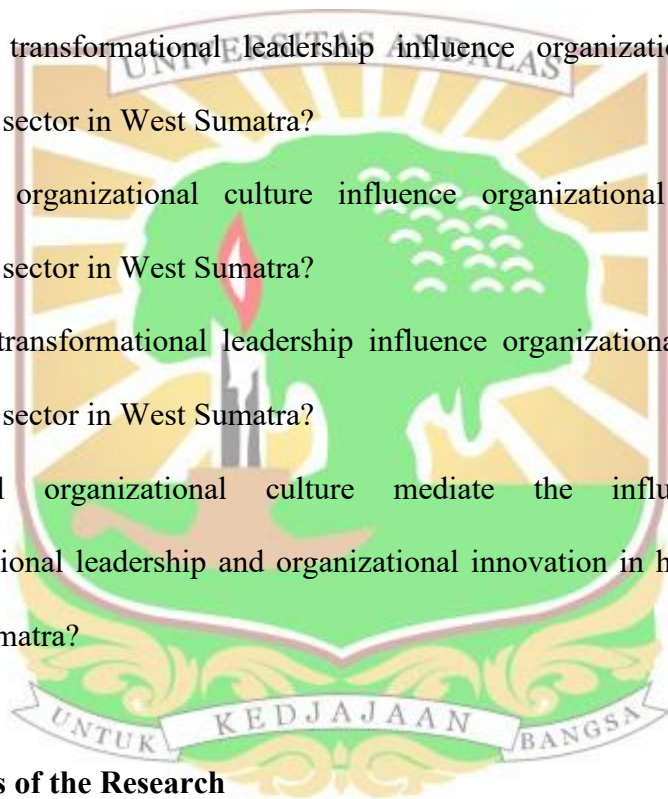 UNIVERSITAS ANDALAS
transformational leadership influence organizatio
sector in West Sumatra?
organizational culture influence organizational
sector in West Sumatra?
transformational leadership influence organizationa
sector in West Sumatra?
l organizational culture mediate the influ
ional leadership and organizational innovation in h
matra?
UNTUK KEDJAJAAN BANGSA
s of the Research